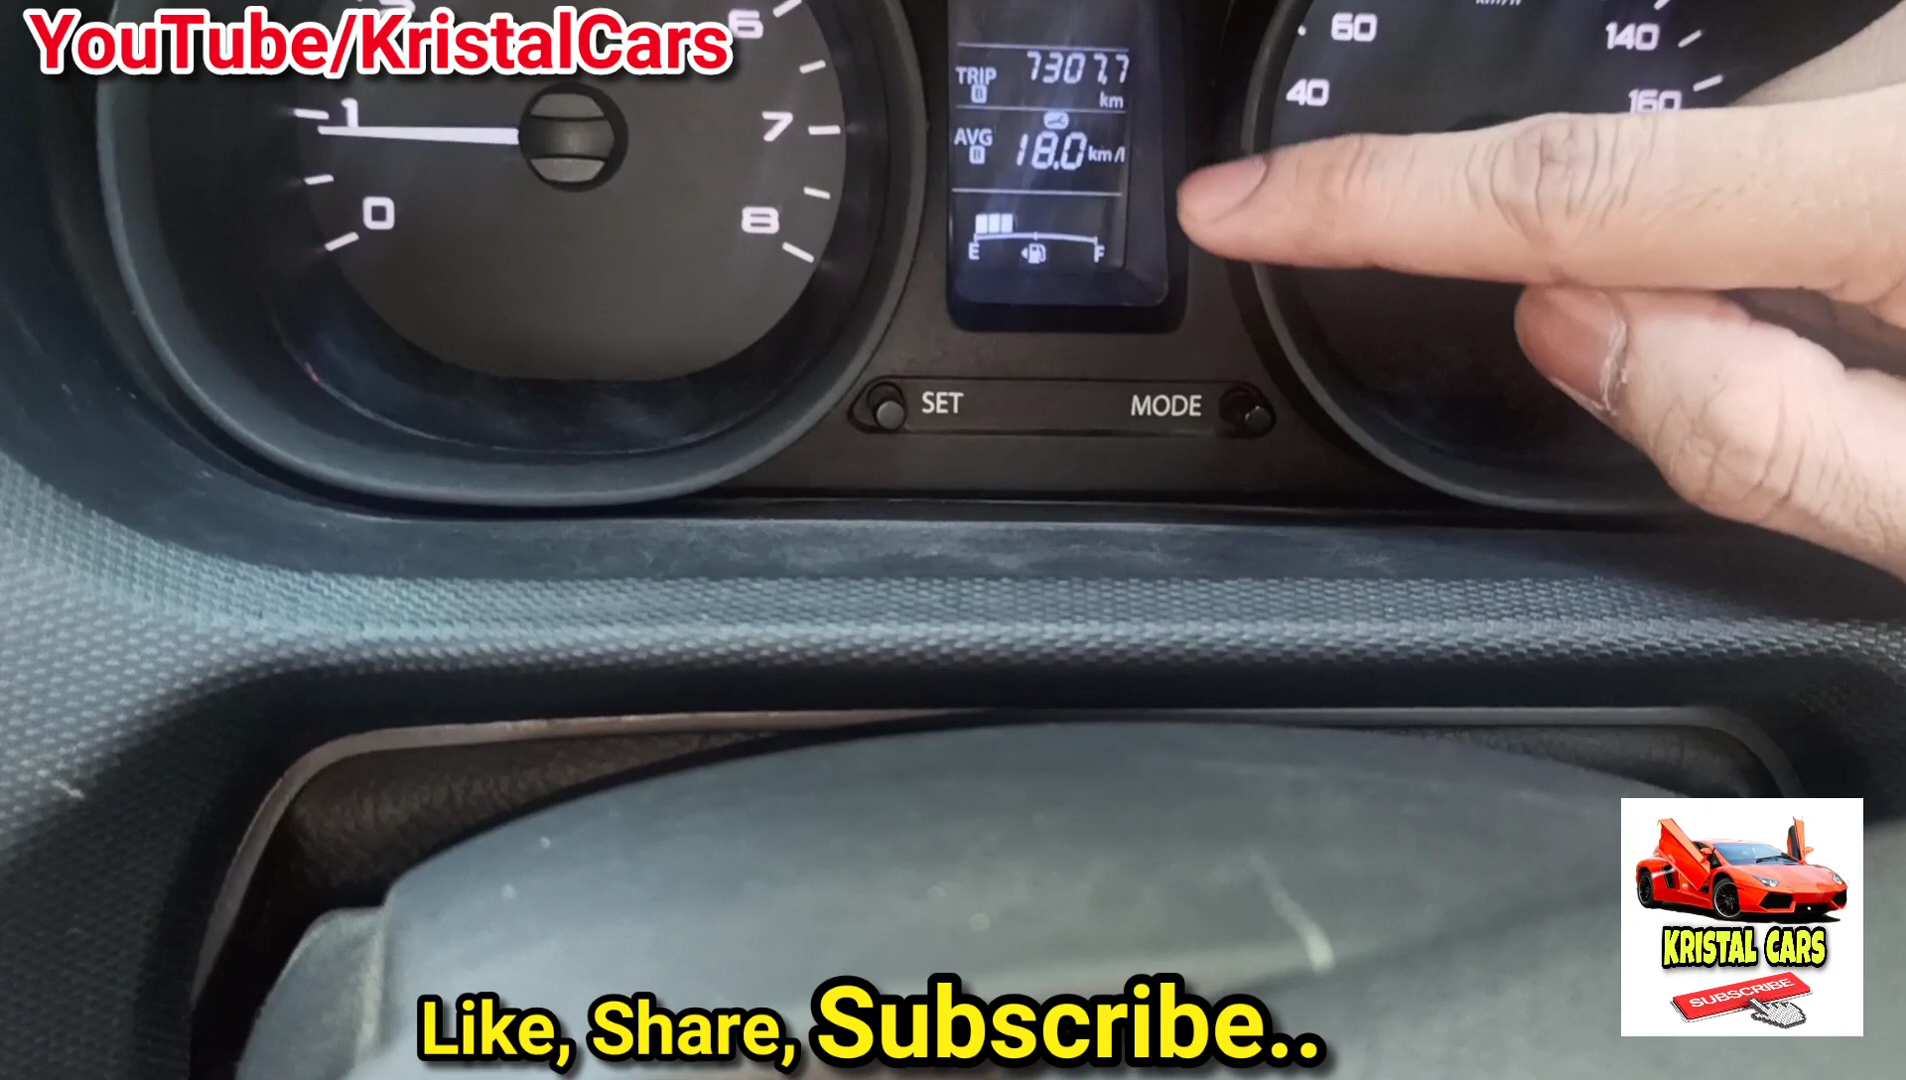 YouTube/KristalCars
6
1
7
0
8
TRIP 7307.7
B km
AVG 18.0 km/l
B
E F
60
140
40
160
SET MODE
KRISTAL CARS
SUBSCRIBE
Like, Share, Subscribe..